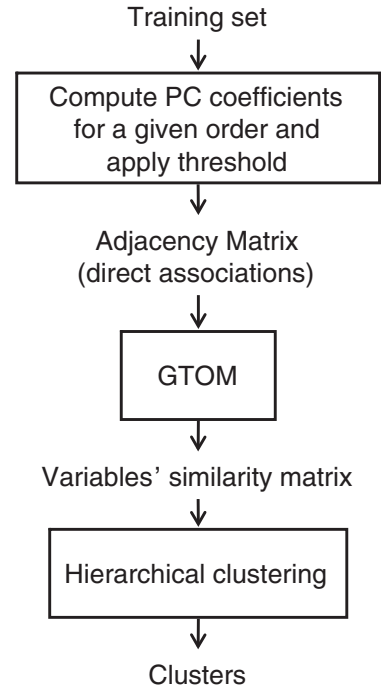 Training set
Compute PC coefficients
for a given order and
apply threshold
Adjacency Matrix
(direct associations)
GTOM
Variables’ similarity matrix
Hierarchical clustering
Clusters